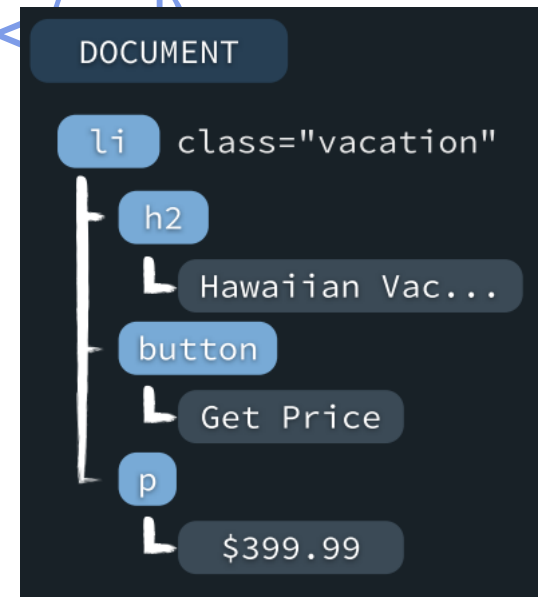 DOCUMENT
li class="vacation"
h2
Hawaiian Vac...
button
Get Price
p
$399.99